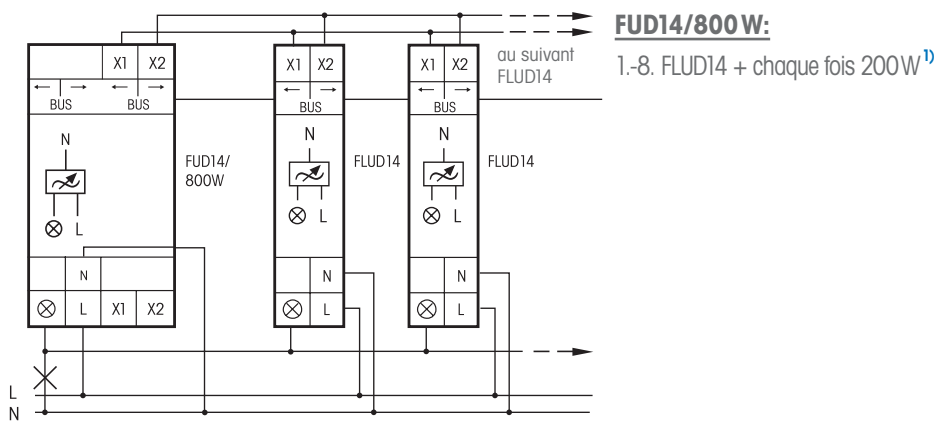 FUD14/800 W:
1.-8. FLUD14 + chaque fois 200 W 1)
au suivant
FLUD14
X1 X2
X1 X2
X1 X2
BUS BUS
BUS
BUS
N
N
N
FUD14/
800W
FLUD14
FLUD14
L
L
L
N
N
N
L X1 X2
L
L
L
N